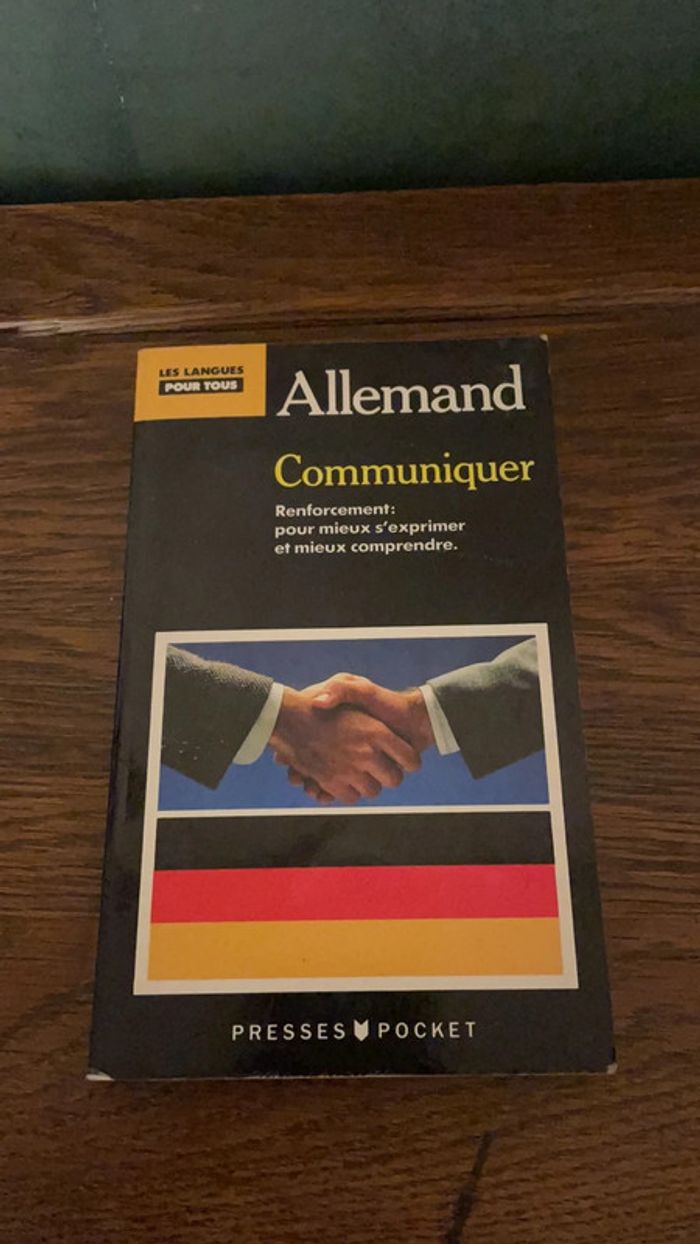 LES LANGUES
POUR TOUS
Allemand
Communiquer
Renforcement:
pour mieux s'exprimer
et mieux comprendre.
PRESSES POCKET